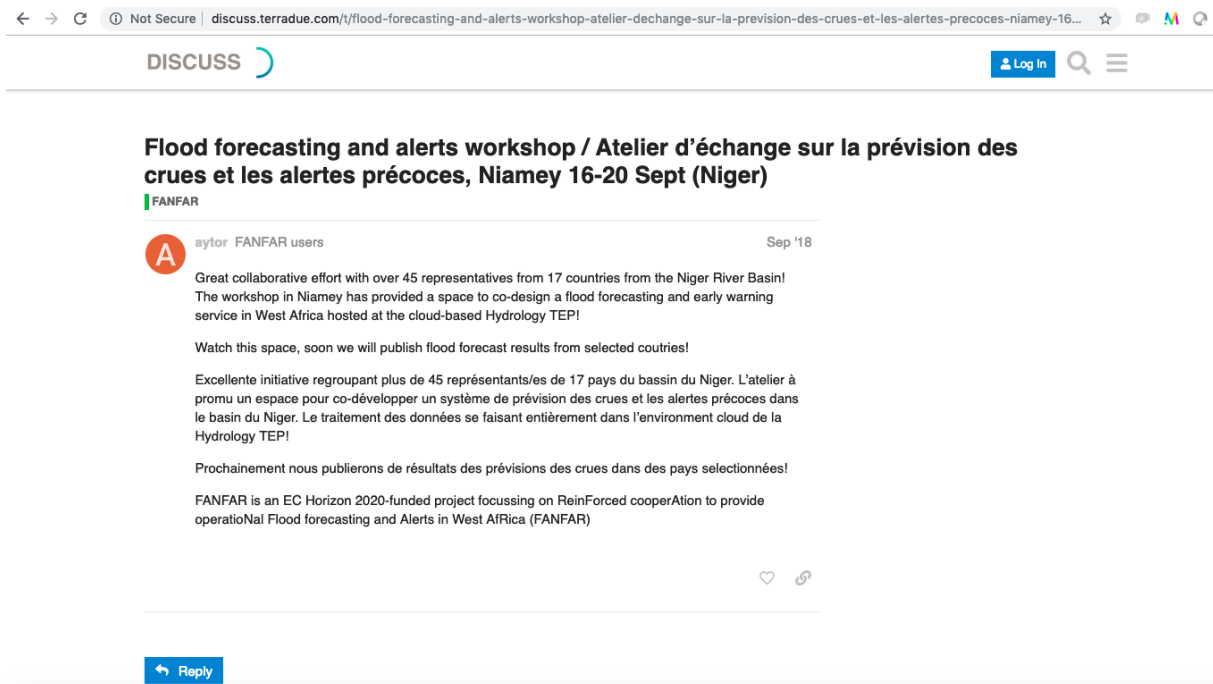 Not Secure | discuss.terradue.com/t/flood-forecasting-and-alerts-workshop-atelier-dechange-sur-la-prevision-des-crues-et-les-alertes-precoces-niamey-16...
DISCUSS
Log In
Flood forecasting and alerts workshop / Atelier d’échange sur la prévision des
crues et les alertes précoces, Niamey 16-20 Sept (Niger)
FANFAR
A
aytor FANFAR users Sep '18
Great collaborative effort with over 45 representatives from 17 countries from the Niger River Basin!
The workshop in Niamey has provided a space to co-design a flood forecasting and early warning
service in West Africa hosted at the cloud-based Hydrology TEP!
Watch this space, soon we will publish flood forecast results from selected coutries!
Excellente initiative regroupant plus de 45 représentants/es de 17 pays du bassin du Niger. L’atelier à
promu un espace pour co-développer un système de prévision des crues et les alertes précoces dans
le basin du Niger. Le traitement des données se faisant entièrement dans l’environment cloud de la
Hydrology TEP!
Prochainement nous publierons de résultats des prévisions des crues dans des pays selectionnées!
FANFAR is an EC Horizon 2020-funded project focussing on ReinForced cooperAtion to provide
operatioNal Flood forecasting and Alerts in West AfRica (FANFAR)
Reply